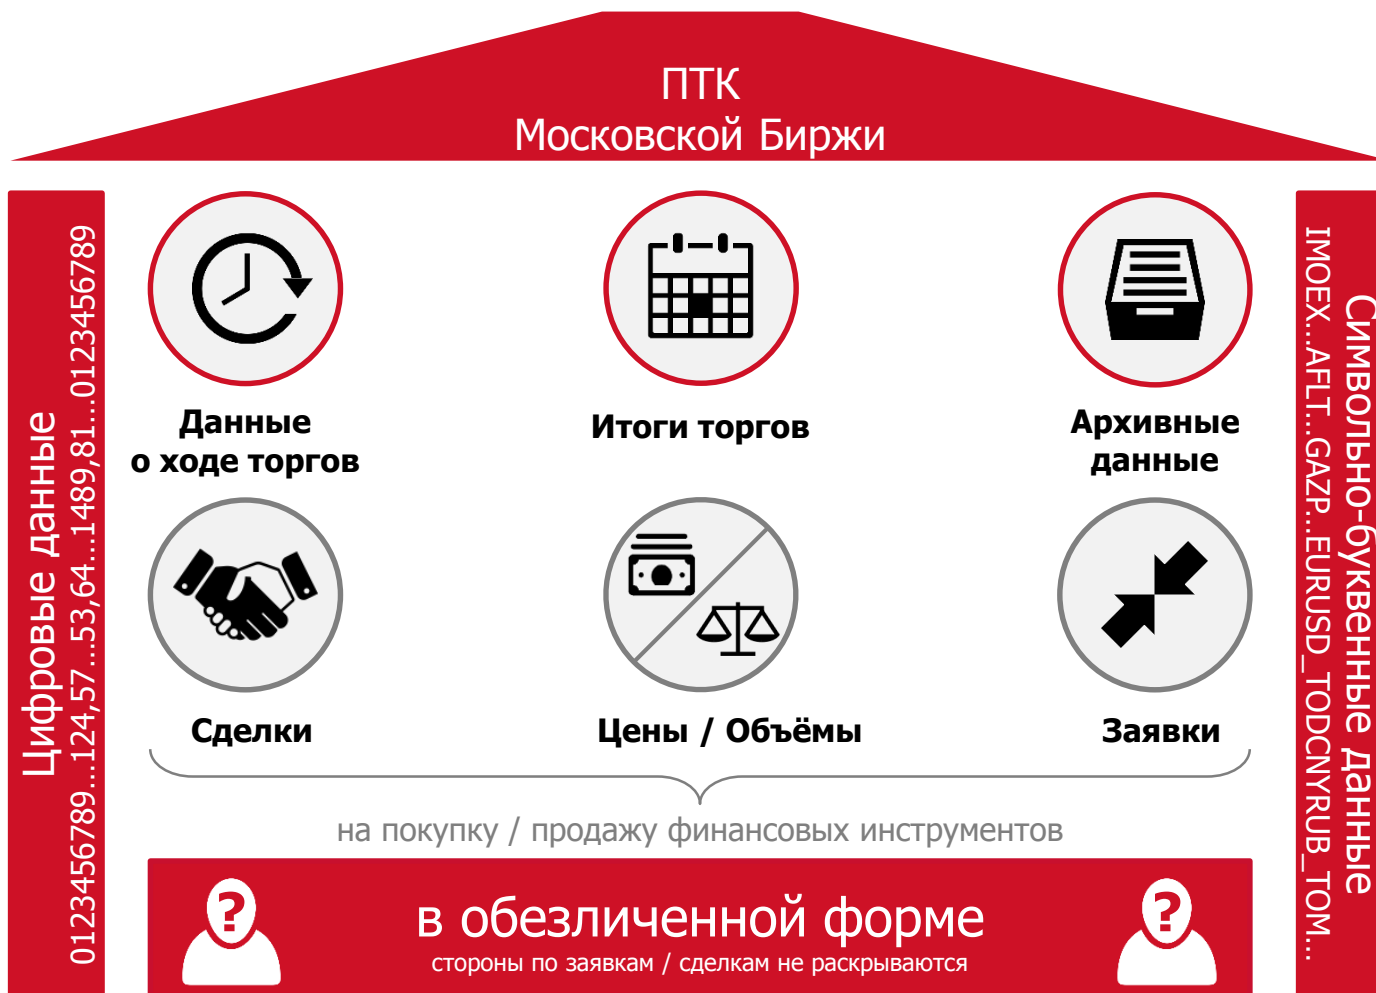 ПТК
Московской Биржи
Цифровые данные
0123456789...124,57...53,64...1489,81...0123456789
Данные
о ходе торгов
Итоги торгов
Архивные
данные
Сделки
Цены / Объёмы
Заявки
на покупку / продажу финансовых инструментов
? в обезличенной форме ?
стороны по заявкам / сделкам не раскрываются
Символьно-буквенные данные
IMOEX...AFLT...GAZP...EURUSD_TODCNYRUB_TOM...